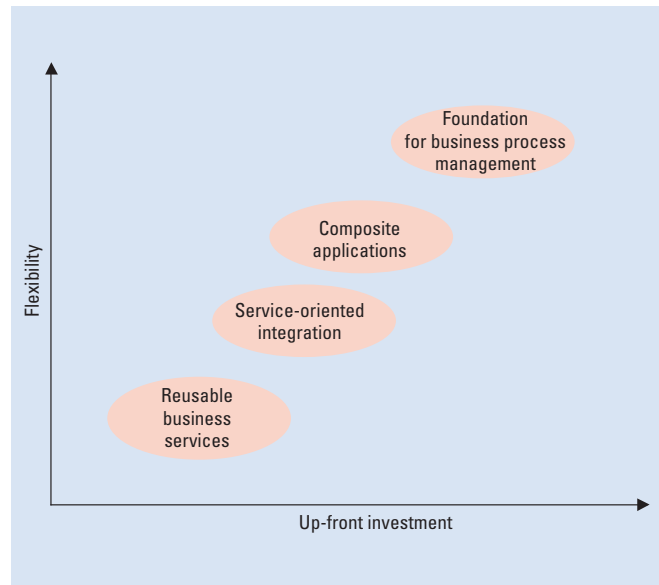 Foundation
for business process
management
Composite
applications
Service-oriented
integration
Reusable
business
services
Flexibility
Up-front investment